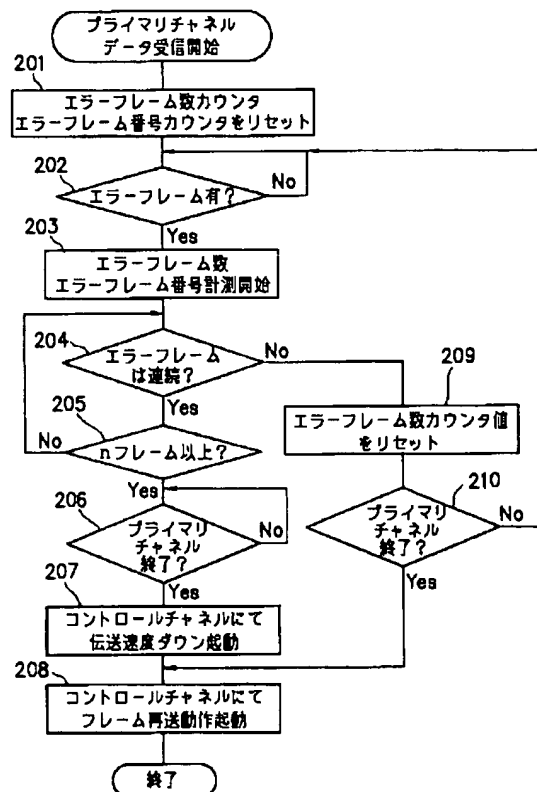 プライマリチャネル
データ受信開始
201
エラーフレーム数カウンタ
エラーフレーム番号カウンタをリセット
202
エラーフレーム有？
No
Yes
203
エラーフレーム数
エラーフレーム番号計測開始
204
エラーフレーム
は連続？
No
Yes
205
nフレーム以上？
No
Yes
206
プライマリ
チャネル
終了？
No
Yes
207
コントロールチャネルにて
伝送速度ダウン起動
209
エラーフレーム数カウンタ値
をリセット
210
プライマリ
チャネル
終了？
No
Yes
208
コントロールチャネルにて
フレーム再送動作起動
終了